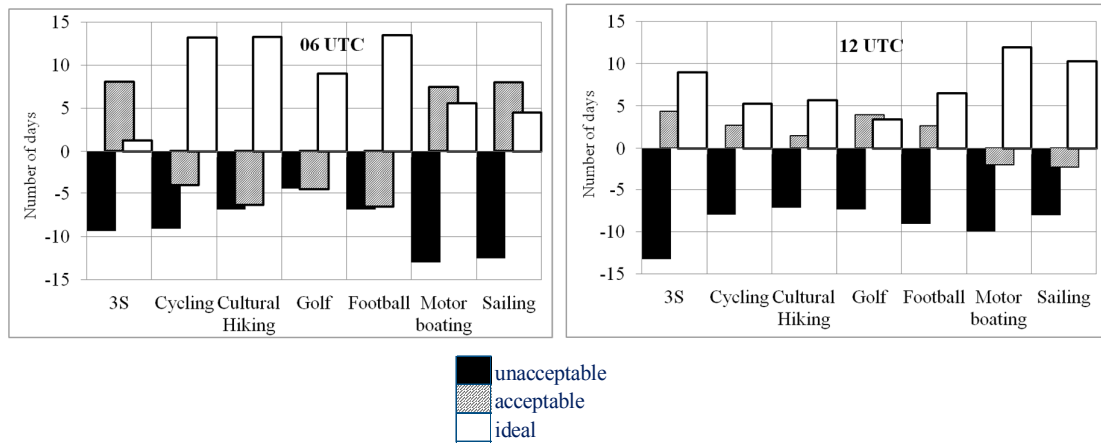 06 UTC
Number of days
15
10
5
0
-5
-10
-15
3S
Cycling
Cultural
Hiking
Golf
Football
Motor
boating
Sailing
12 UTC
Number of days
15
10
5
0
-5
-10
-15
3S
Cycling
Cultural
Hiking
Golf
Football
Motor
boating
Sailing
unacceptable
acceptable
ideal